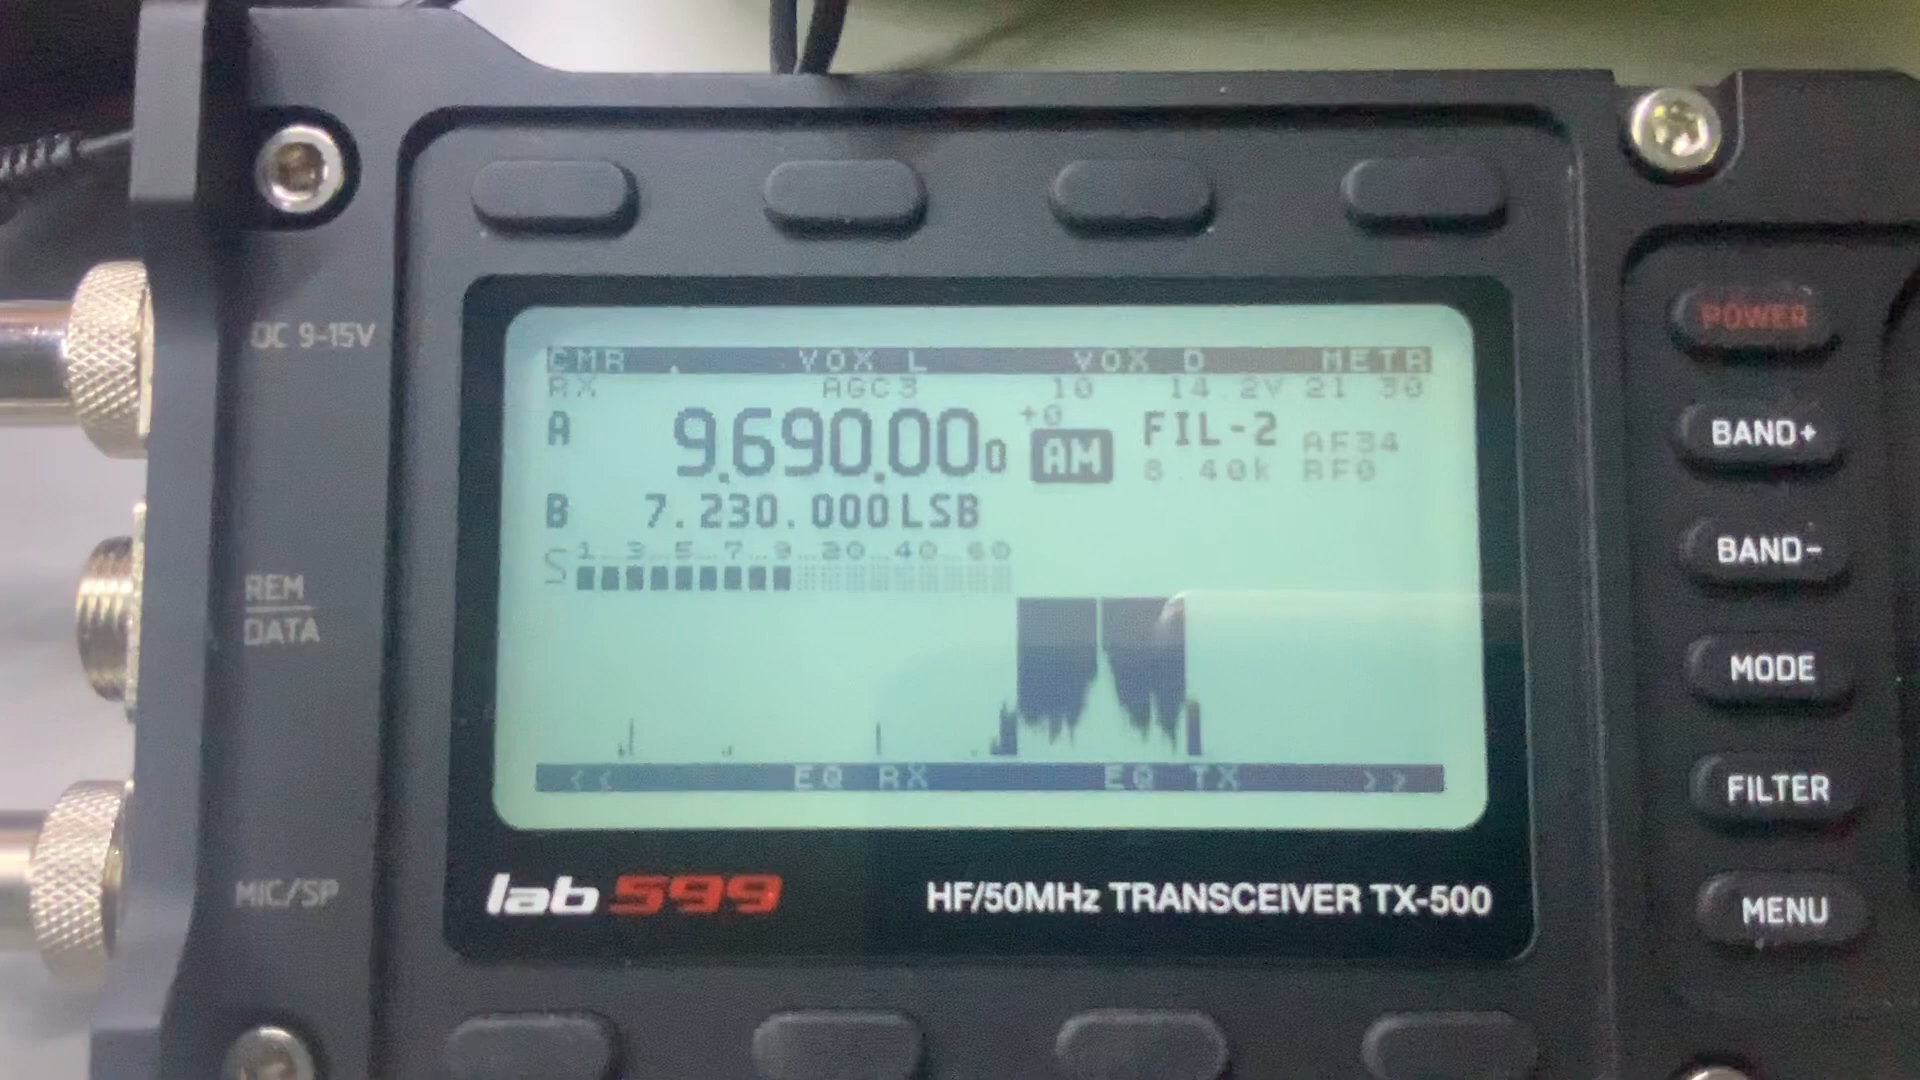 DC 9-15V
REM
DATA
MIC/SP
CMR VOX L VOX D METR
RX AGC3 10 14.2V 21 30
A 9.690.000 +0 AM FIL-2 AF34
8.40k RF0
B 7.230.000 LSB
S 1..3..5..7..9..20..40..60
<< EQ RX EQ TX >>
lab599 HF/50MHz TRANSCEIVER TX-500
POWER
BAND+
BAND-
MODE
FILTER
MENU